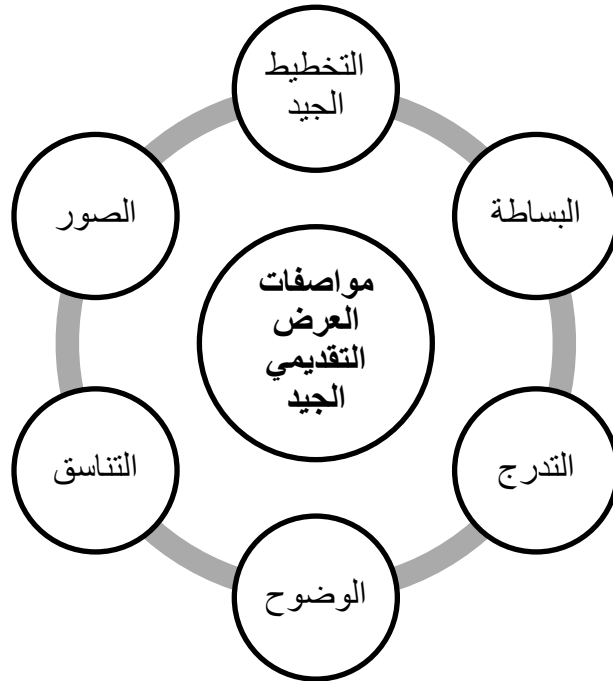 التخطيط
الجيد
البساطة
التدرج
الوضوح
التناسق
الصور
مواصفات
العرض
التقديمي
الجيد